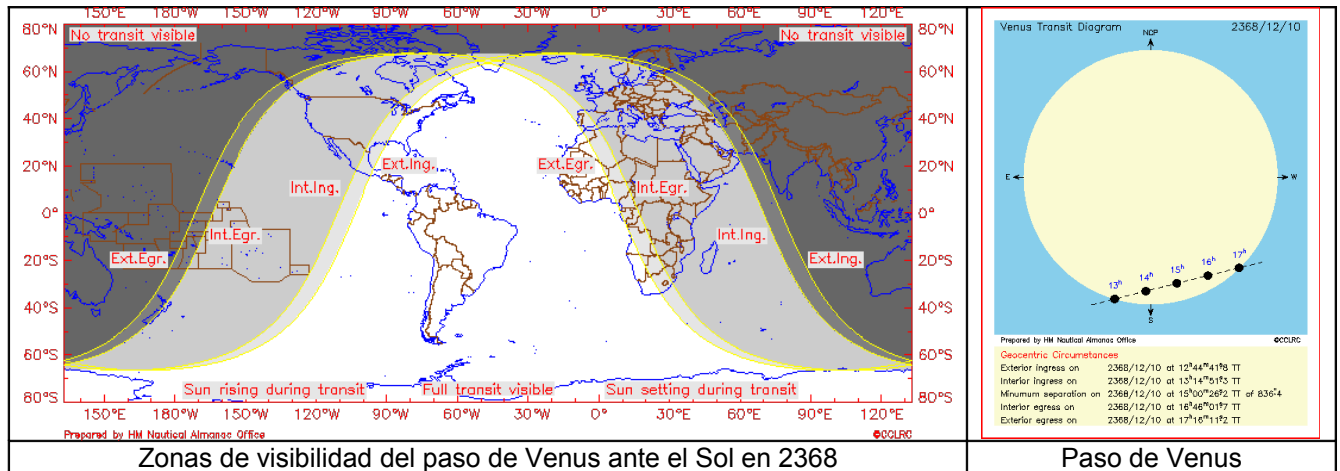 150°E 180°W 150°W 120°W 90°W 60°W 30°W 0°E 30°E 60°E 90°E 120°E
80°N 80°N
No transit visible No transit visible
60°N 60°N
40°N 40°N
20°N 20°N
Ext.Ing. Ext.Egr.
Int.Ing. Int.Egr.
0° 0°
Int.Egr. Int.Ing.
Ext.Egr. Ext.Ing.
20°S 20°S
40°S 40°S
60°S 60°S
Sun rising during transit Full transit visible Sun setting during transit
80°S 80°S
150°E 180°W 150°W 120°W 90°W 60°W 30°W 0°E 30°E 60°E 90°E 120°E
Prepared by HM Nautical Almanac Office ©CCLRC
Zonas de visibilidad del paso de Venus ante el Sol en 2368
Venus Transit Diagram 2368/12/10
NCP
E W
13h 14h 15h 16h 17h
S
Prepared by HM Nautical Almanac Office ©CCLRC
Geocentric Circumstances
Exterior ingress on 2368/12/10 at 12h44m41s8 TT
Interior ingress on 2368/12/10 at 13h14m51s3 TT
Minumum separation on 2368/12/10 at 15h00m26s2 TT of 836"4
Interior egress on 2368/12/10 at 16h46m01s7 TT
Exterior egress on 2368/12/10 at 17h16m11s2 TT
Paso de Venus